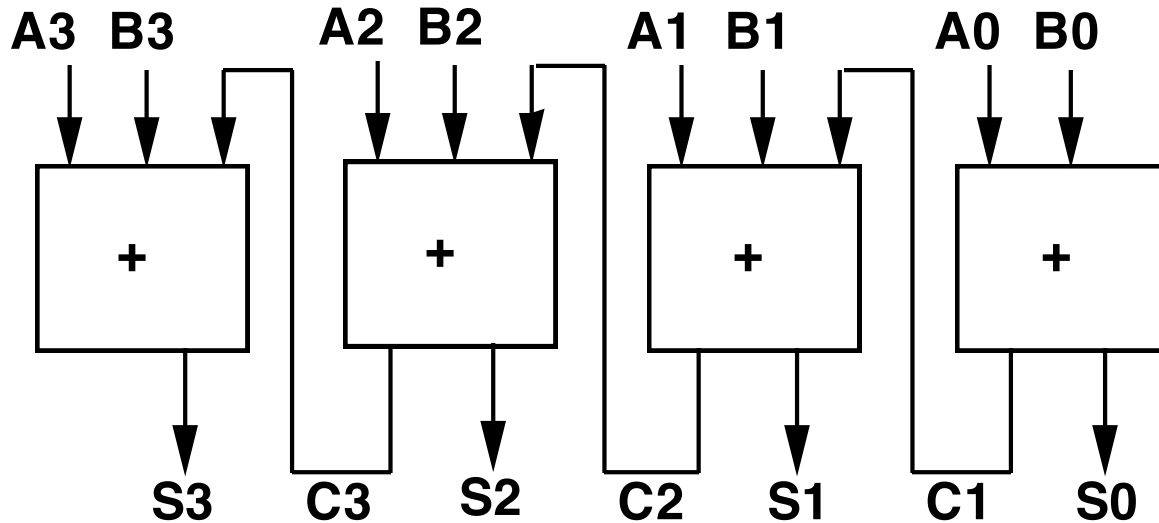 A3 B3 A2 B2 A1 B1 A0 B0
+ + + +
S3 C3 S2 C2 S1 C1 S0